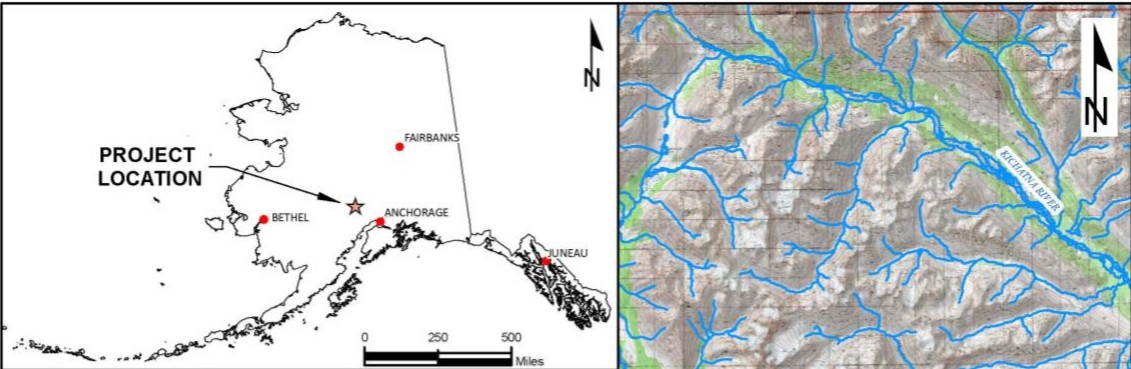 N
FAIRBANKS
PROJECT
LOCATION
BETHEL
ANCHORAGE
JUNEAU
0 250 500
Miles
N
KICHATNA RIVER